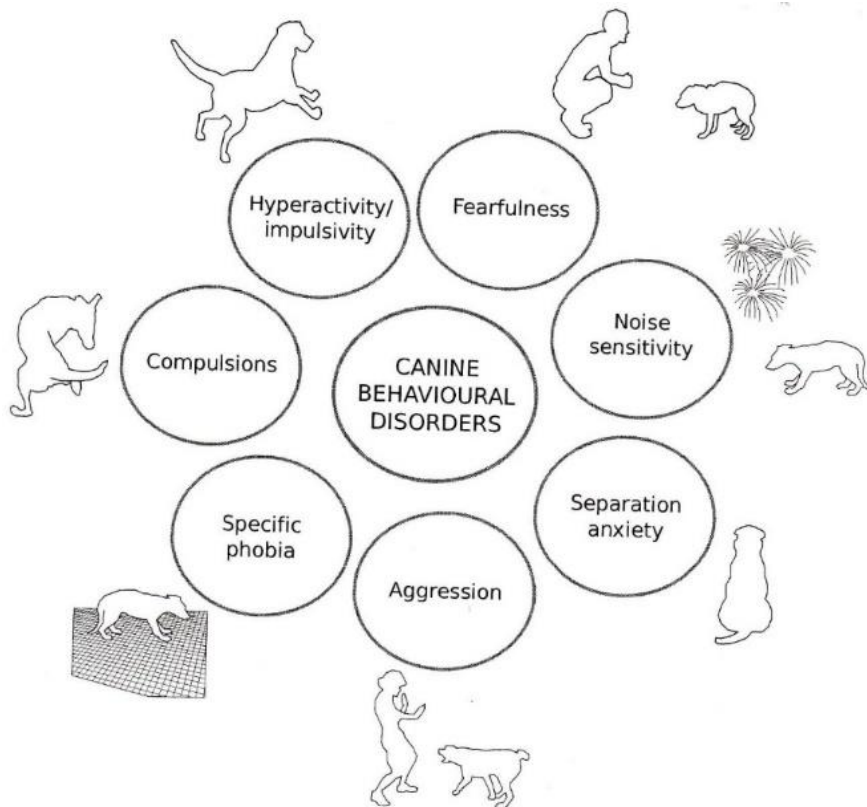 Hyperactivity/
impulsivity
Fearfulness
Noise
sensitivity
Compulsions
CANINE
BEHAVIOURAL
DISORDERS
Separation
anxiety
Specific
phobia
Aggression